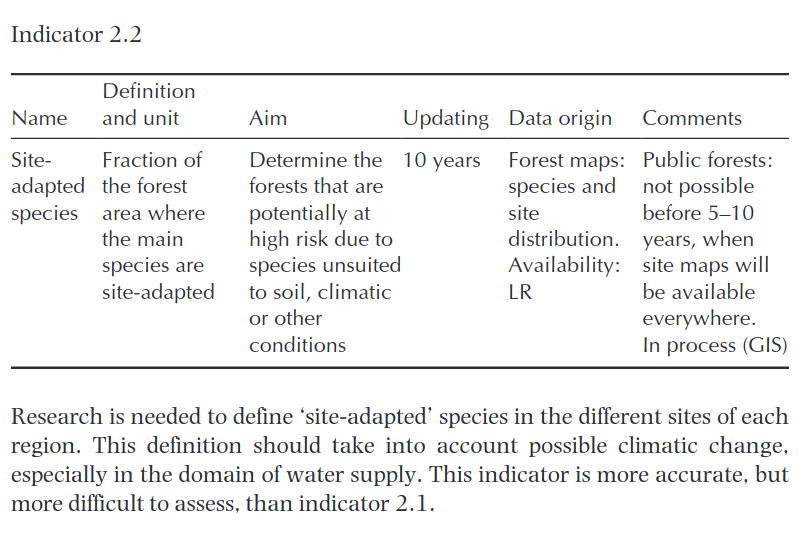 Indicator 2.2
Definition
Name and unit Aim Updating Data origin Comments
Site- Fraction of Determine the 10 years Forest maps: Public forests:
adapted the forest forests that are species and not possible
species area where potentially at site before 5–10
the main high risk due to distribution. years, when
species are species unsuited Availability: site maps will
site-adapted to soil, climatic LR be available
or other everywhere.
conditions In process (GIS)
Research is needed to define ‘site-adapted’ species in the different sites of each
region. This definition should take into account possible climatic change,
especially in the domain of water supply. This indicator is more accurate, but
more difficult to assess, than indicator 2.1.